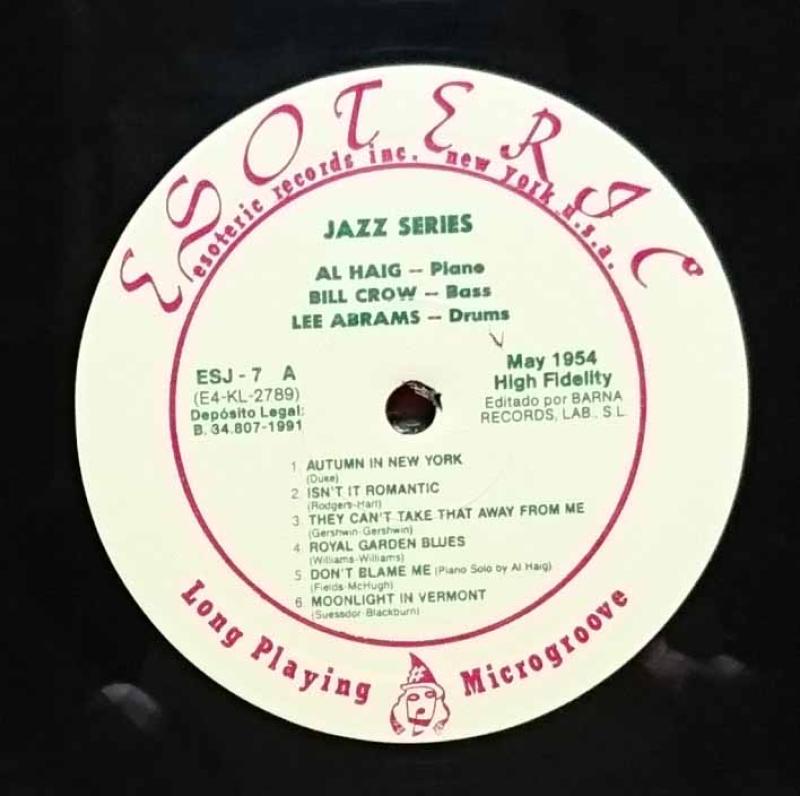 ESOTERIC
esoteric records inc. new york u.s.a.
JAZZ SERIES
AL HAIG — Piano
BILL CROW — Bass
LEE ABRAMS — Drums
ESJ - 7 A
(E4-KL-2789)
Depósito Legal:
B. 34.807-1991
May 1954
High Fidelity
Editado por BARNA
RECORDS, LAB., S.L.
1. AUTUMN IN NEW YORK
(Duke)
2. ISN'T IT ROMANTIC
(Rodgers-Hart)
3. THEY CAN'T TAKE THAT AWAY FROM ME
(Gershwin-Gershwin)
4. ROYAL GARDEN BLUES
(Williams-Williams)
5. DON'T BLAME ME (Piano Solo by Al Haig)
(Fields-McHugh)
6. MOONLIGHT IN VERMONT
(Suessdor-Blackburn)
Long Playing Microgroove